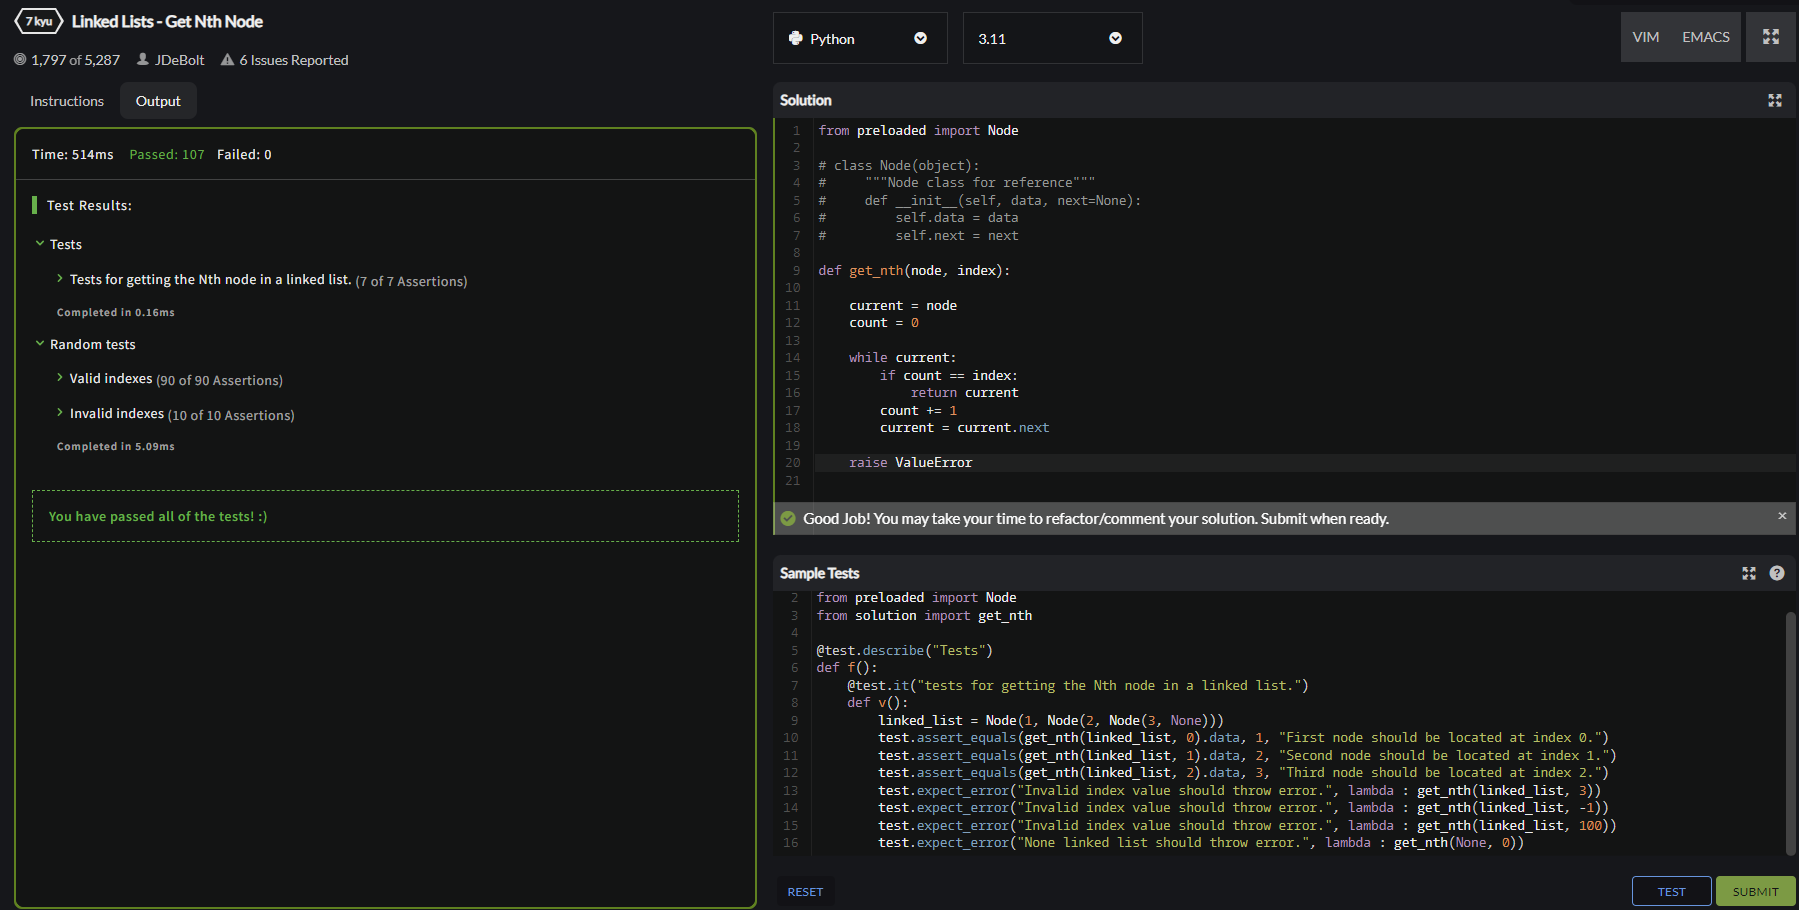 7 kyu Linked Lists - Get Nth Node
1,797 of 5,287 JDeBolt 6 Issues Reported
Instructions Output
Time: 514ms Passed: 107 Failed: 0
Test Results:
Tests
Tests for getting the Nth node in a linked list. (7 of 7 Assertions)
Completed in 0.16ms
Random tests
Valid indexes (90 of 90 Assertions)
Invalid indexes (10 of 10 Assertions)
Completed in 5.09ms
You have passed all of the tests! :)
Python 3.11 VIM EMACS
Solution
1 from preloaded import Node
2
3 # class Node(object):
4 #     """Node class for reference"""
5 #     def __init__(self, data, next=None):
6 #         self.data = data
7 #         self.next = next
8
9 def get_nth(node, index):
10
11     current = node
12     count = 0
13
14     while current:
15         if count == index:
16             return current
17         count += 1
18         current = current.next
19
20     raise ValueError
21
Good Job! You may take your time to refactor/comment your solution. Submit when ready. ×
Sample Tests ?
2 from preloaded import Node
3 from solution import get_nth
4
5 @test.describe("Tests")
6 def f():
7     @test.it("tests for getting the Nth node in a linked list.")
8     def v():
9         linked_list = Node(1, Node(2, Node(3, None)))
10         test.assert_equals(get_nth(linked_list, 0).data, 1, "First node should be located at index 0.")
11         test.assert_equals(get_nth(linked_list, 1).data, 2, "Second node should be located at index 1.")
12         test.assert_equals(get_nth(linked_list, 2).data, 3, "Third node should be located at index 2.")
13         test.expect_error("Invalid index value should throw error.", lambda : get_nth(linked_list, 3))
14         test.expect_error("Invalid index value should throw error.", lambda : get_nth(linked_list, -1))
15         test.expect_error("Invalid index value should throw error.", lambda : get_nth(linked_list, 100))
16         test.expect_error("None linked list should throw error.", lambda : get_nth(None, 0))
RESET TEST SUBMIT